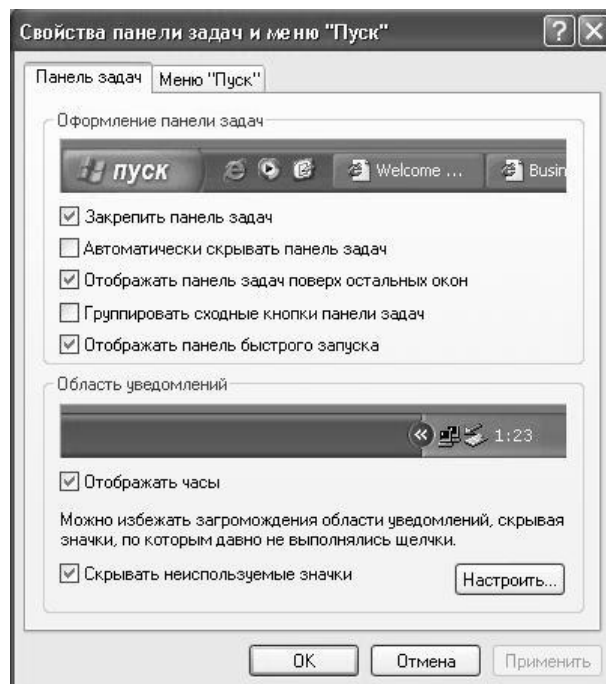 Свойства панели задач и меню "Пуск"
Панель задач Меню "Пуск"
Оформление панели задач
пуск Welcome ... Busin
Закрепить панель задач
Автоматически скрывать панель задач
Отображать панель задач поверх остальных окон
Группировать сходные кнопки панели задач
Отображать панель быстрого запуска
Область уведомлений
1:23
Отображать часы
Можно избежать загромождения области уведомлений, скрывая
значки, по которым давно не выполнялись щелчки.
Скрывать неиспользуемые значки Настроить...
OK Отмена Применить